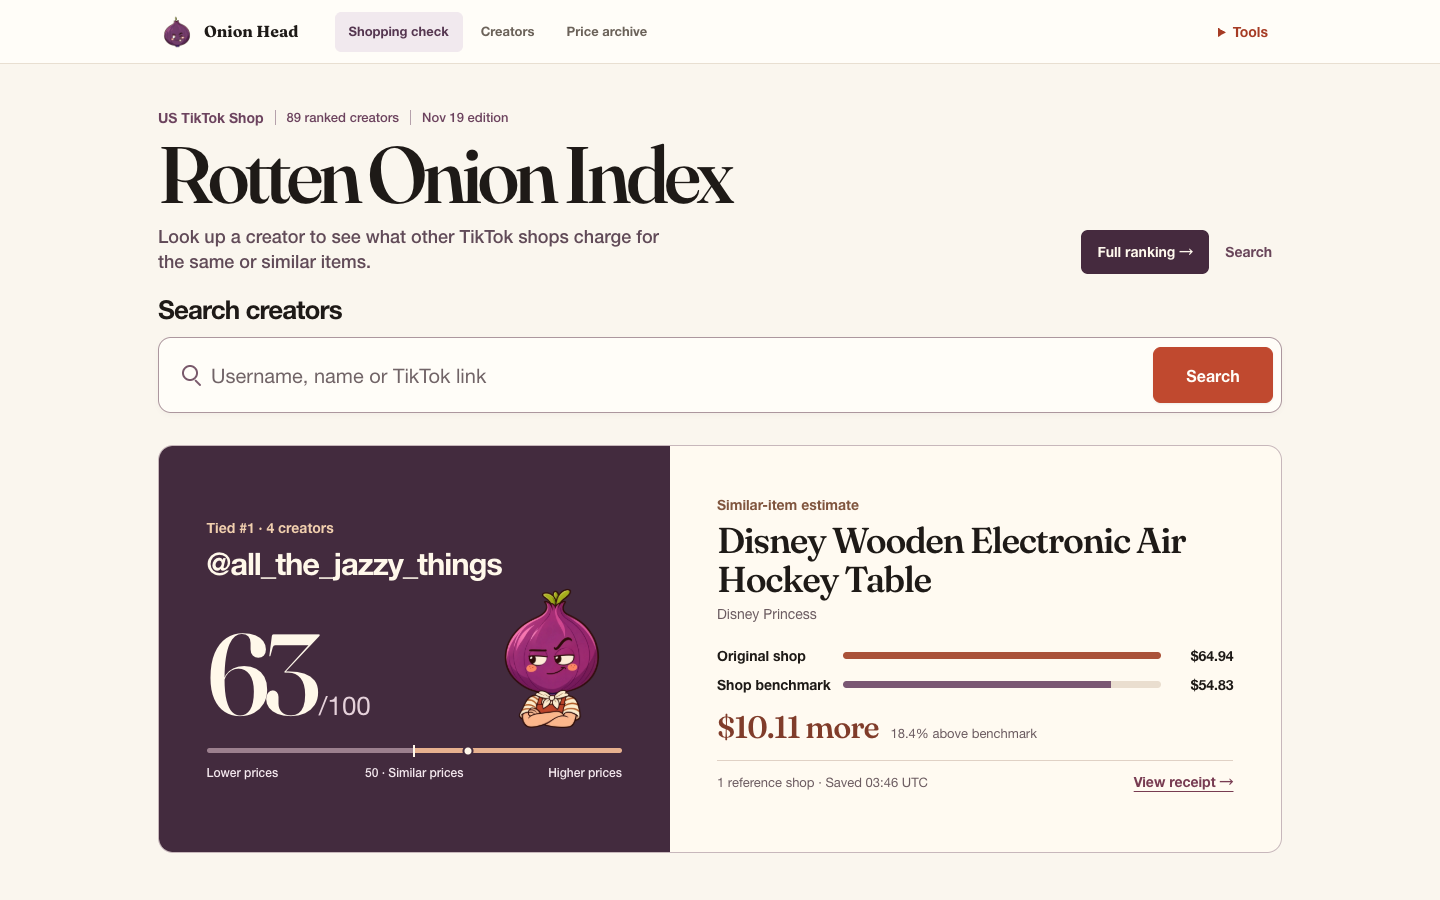 Onion Head
Shopping check
Creators
Price archive
▶ Tools
US TikTok Shop | 89 ranked creators | Nov 19 edition
Rotten Onion Index
Look up a creator to see what other TikTok shops charge for
the same or similar items.
Full ranking →
Search
Search creators
Username, name or TikTok link
Search
Tied #1 · 4 creators
@all_the_jazzy_things
63/100
Lower prices
50 · Similar prices
Higher prices
Similar-item estimate
Disney Wooden Electronic Air
Hockey Table
Disney Princess
Original shop $64.94
Shop benchmark $54.83
$10.11 more 18.4% above benchmark
1 reference shop · Saved 03:46 UTC
View receipt →